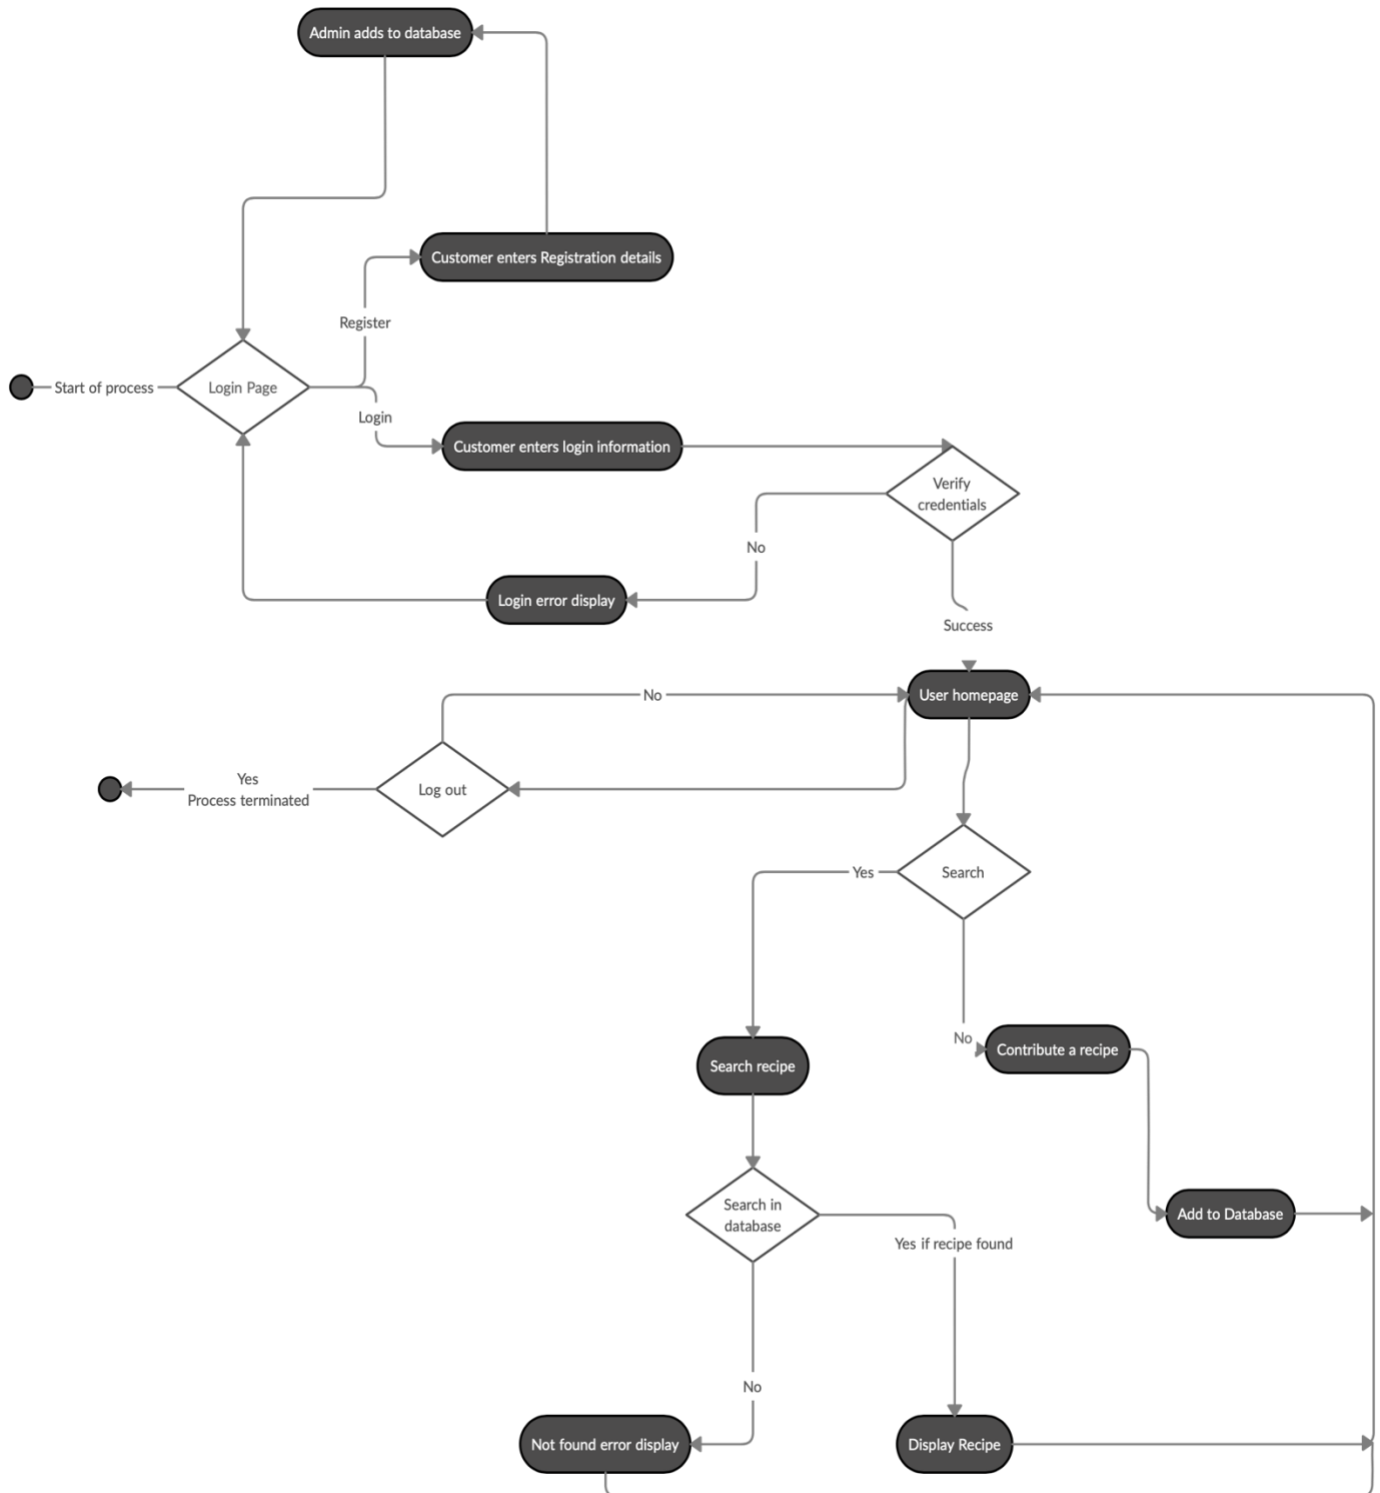 Admin adds to database
Customer enters Registration details
Register
Start of process
Login Page
Login
Customer enters login information
Verify
credentials
No
Login error display
Success
No
User homepage
Yes
Process terminated
Log out
Yes
Search
No
Contribute a recipe
Search recipe
Search in
database
Add to Database
Yes if recipe found
No
Not found error display
Display Recipe